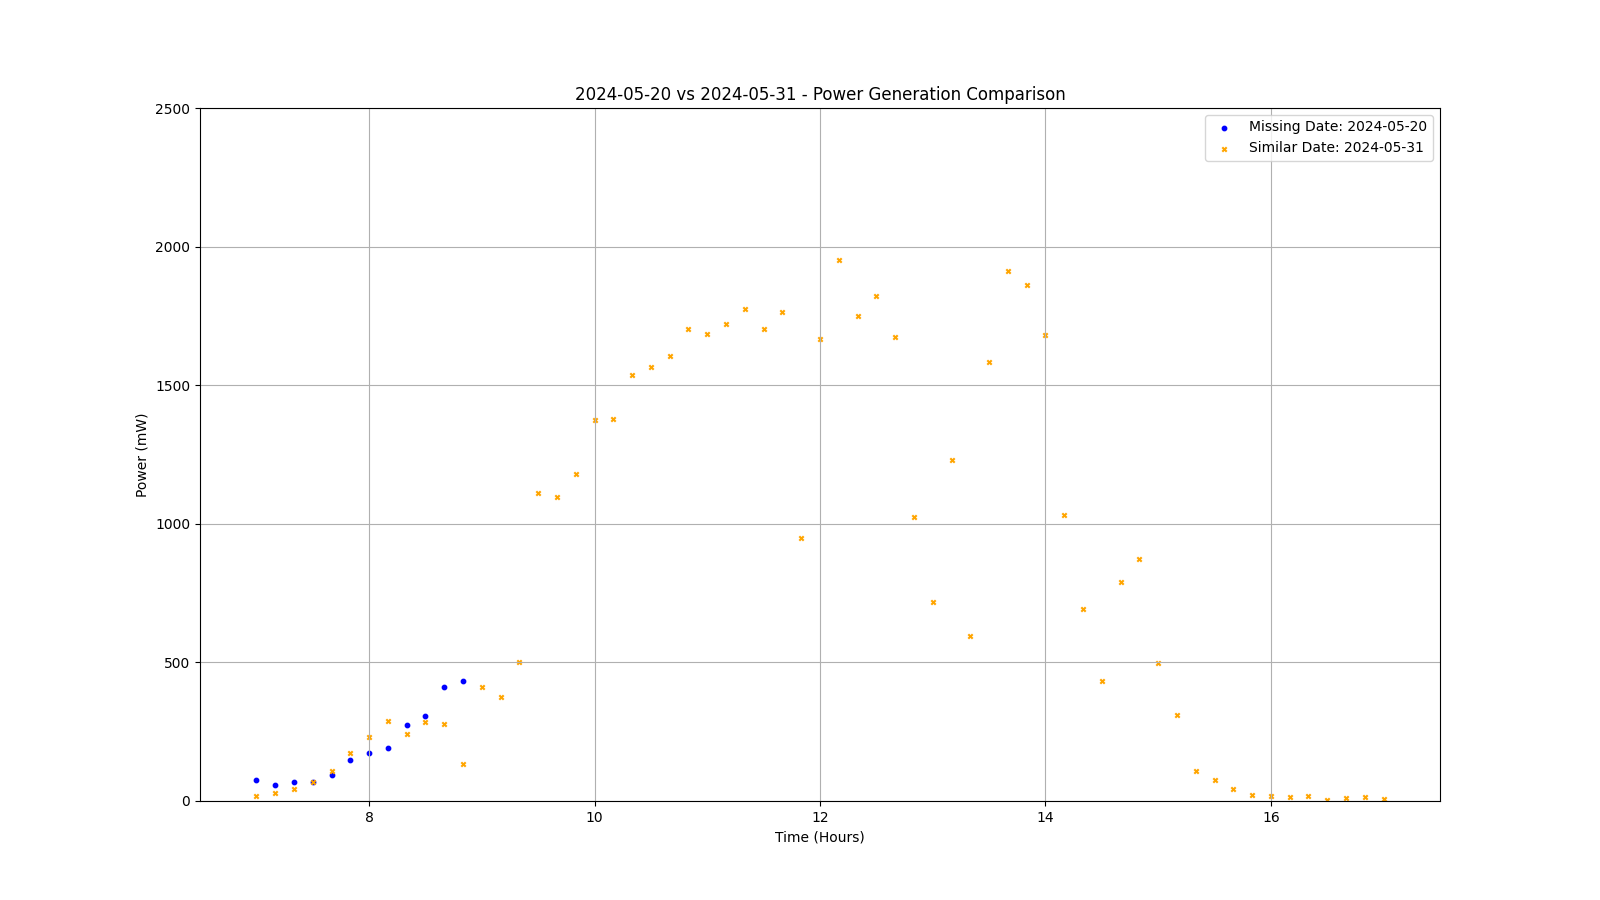 2024-05-20 vs 2024-05-31 - Power Generation Comparison
Missing Date: 2024-05-20
Similar Date: 2024-05-31
Power (mW)
2500
2000
1500
1000
500
0
8 10 12 14 16
Time (Hours)